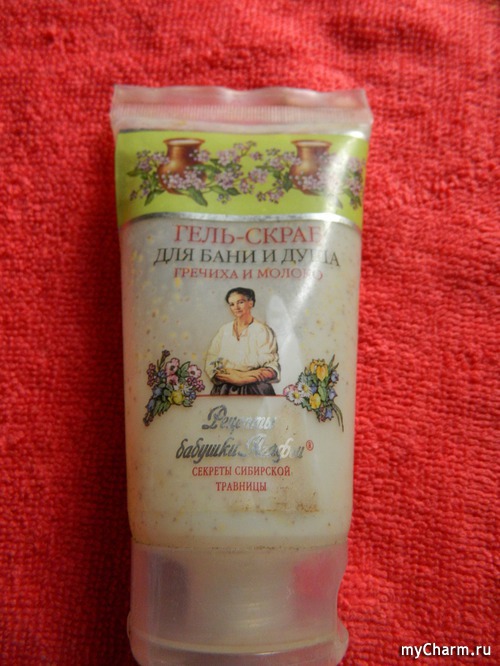 ГЕЛЬ-СКРАБ
ДЛЯ БАНИ И ДУША
ГРЕЧИХА И МОЛОКО
Рецепты
бабушки Агафьи®
СЕКРЕТЫ СИБИРСКОЙ
ТРАВНИЦЫ
myCharm.ru